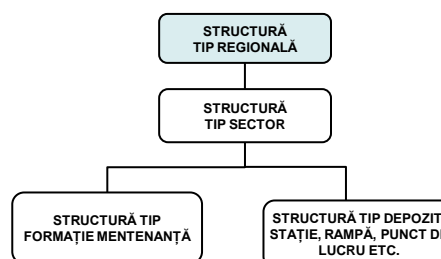 STRUCTURĂ
TIP REGIONALĂ
STRUCTURĂ
TIP SECTOR
STRUCTURĂ TIP
FORMAȚIE MENTENANȚĂ
STRUCTURĂ TIP DEPOZIT,
STAȚIE, RAMPĂ, PUNCT DE
LUCRU ETC.